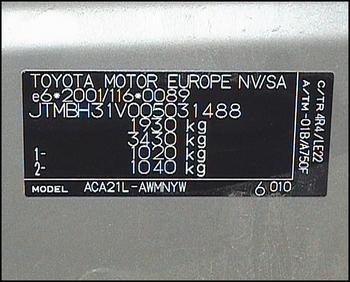 TOYOTA MOTOR EUROPE NV/SA
e6*2001/116*0089
JTMBH31V005031488
1930 kg
3430 kg
1- 1020 kg
2- 1040 kg
MODEL ACA21L-AWMNYW 6 010
C/TR 4R4/LE22
A/TM -01B/A750F